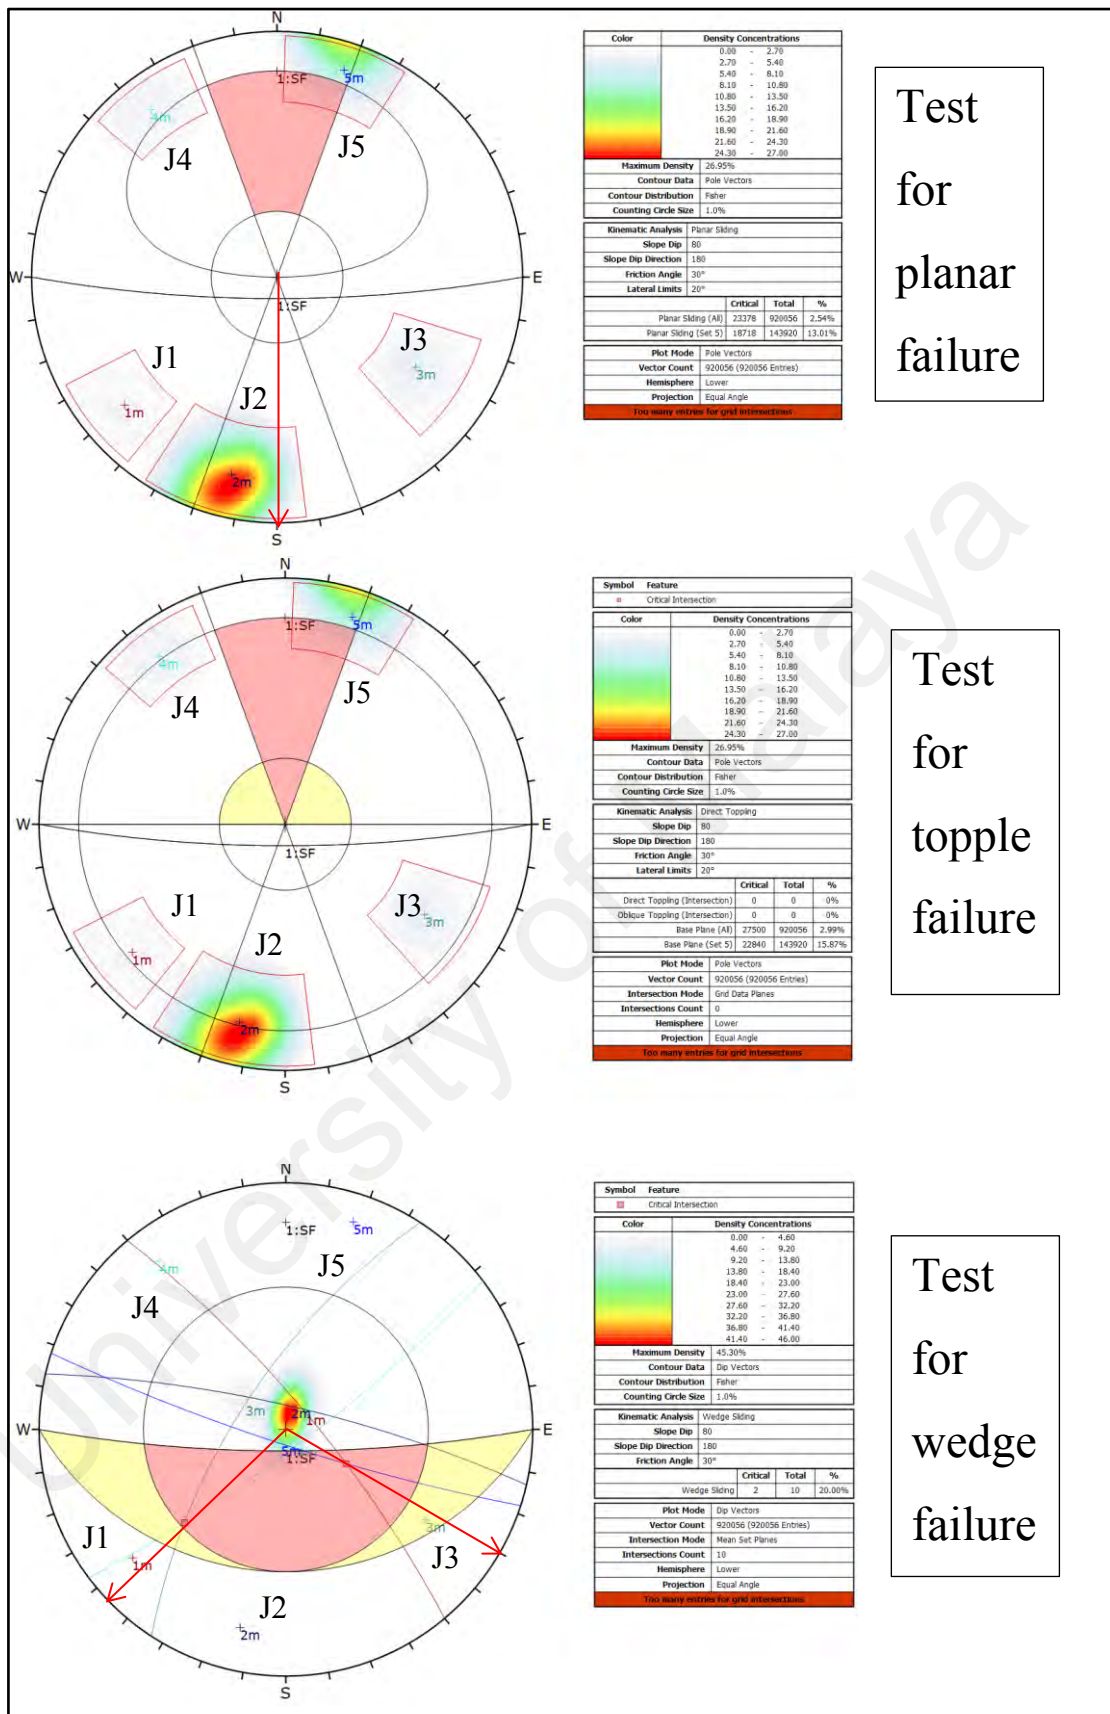 N
1:SF
5m
4m
J4
J5
W
E
1:SF
J1
J3
3m
J2
1m
2m
S
Color Density Concentrations
0.00 - 2.70
2.70 - 5.40
5.40 - 8.10
8.10 - 10.80
10.80 - 13.50
13.50 - 16.20
16.20 - 18.90
18.90 - 21.60
21.60 - 24.30
24.30 - 27.00
Maximum Density 26.95%
Contour Data Pole Vectors
Contour Distribution Fisher
Counting Circle Size 1.0%
Kinematic Analysis Planar Sliding
Slope Dip 80
Slope Dip Direction 180
Friction Angle 30°
Lateral Limits 20°
Critical Total %
Planar Sliding (All) 23378 920056 2.54%
Planar Sliding (Set 5) 18718 143920 13.01%
Plot Mode Pole Vectors
Vector Count 920056 (920056 Entries)
Hemisphere Lower
Projection Equal Angle
Too many entries for grid intersections
Test
for
planar
failure
N
1:SF
5m
4m
J4
J5
W
E
1:SF
J1
J3
3m
J2
1m
2m
S
Symbol Feature
Critical Intersection
Color Density Concentrations
0.00 - 2.70
2.70 - 5.40
5.40 - 8.10
8.10 - 10.80
10.80 - 13.50
13.50 - 16.20
16.20 - 18.90
18.90 - 21.60
21.60 - 24.30
24.30 - 27.00
Maximum Density 26.95%
Contour Data Pole Vectors
Contour Distribution Fisher
Counting Circle Size 1.0%
Kinematic Analysis Direct Toppling
Slope Dip 80
Slope Dip Direction 180
Friction Angle 30°
Lateral Limits 20°
Critical Total %
Direct Toppling (Intersection) 0 0 0%
Oblique Toppling (Intersection) 0 0 0%
Base Plane (All) 27500 920056 2.99%
Base Plane (Set 5) 22840 143920 15.87%
Plot Mode Pole Vectors
Vector Count 920056 (920056 Entries)
Intersection Mode Grid Data Planes
Intersections Count 0
Hemisphere Lower
Projection Equal Angle
Too many entries for grid intersections
Test
for
topple
failure
N
1:SF
5m
4m
J5
J4
3m
2m
1m
W
E
5m
1:SF
3m
J1
J3
1m
J2
2m
S
Symbol Feature
Critical Intersection
Color Density Concentrations
0.00 - 4.60
4.60 - 9.20
9.20 - 13.80
13.80 - 18.40
18.40 - 23.00
23.00 - 27.60
27.60 - 32.20
32.20 - 36.80
36.80 - 41.40
41.40 - 46.00
Maximum Density 45.30%
Contour Data Dip Vectors
Contour Distribution Fisher
Counting Circle Size 1.0%
Kinematic Analysis Wedge Sliding
Slope Dip 80
Slope Dip Direction 180
Friction Angle 30°
Critical Total %
Wedge Sliding 2 10 20.00%
Plot Mode Dip Vectors
Vector Count 920056 (920056 Entries)
Intersection Mode Mean Set Planes
Intersections Count 10
Hemisphere Lower
Projection Equal Angle
Too many entries for grid intersections
Test
for
wedge
failure
University of Malaya